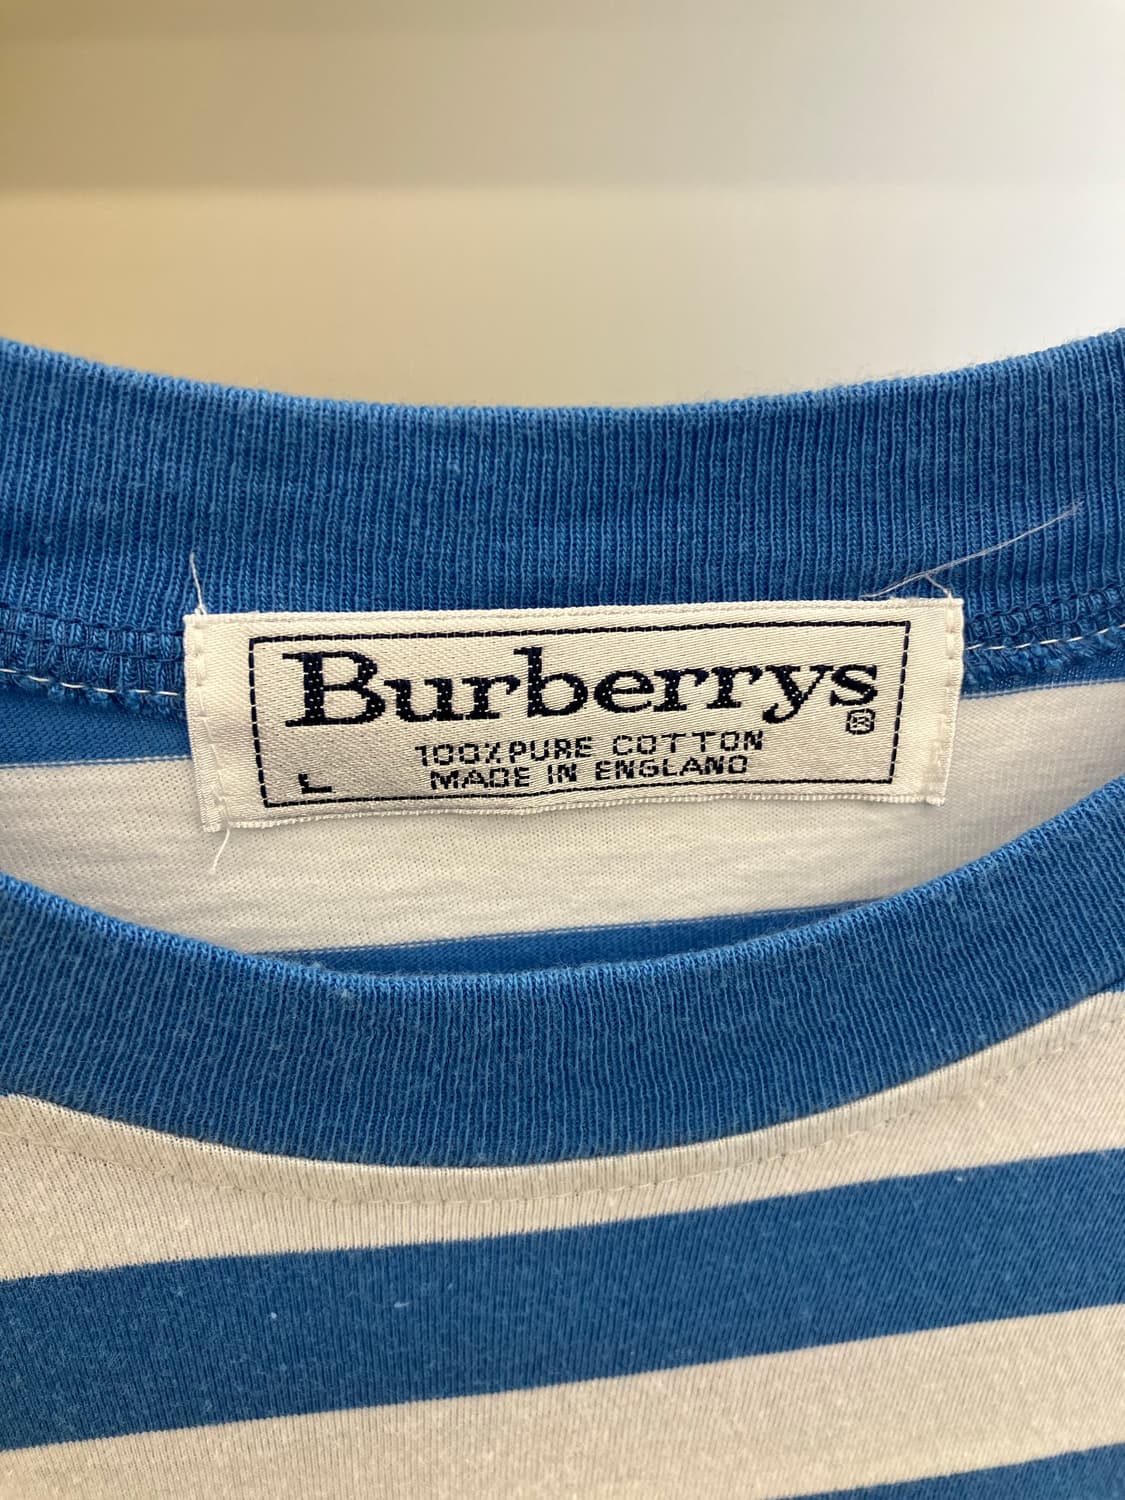 Burberrys®
100% PURE COTTON
L MADE IN ENGLAND